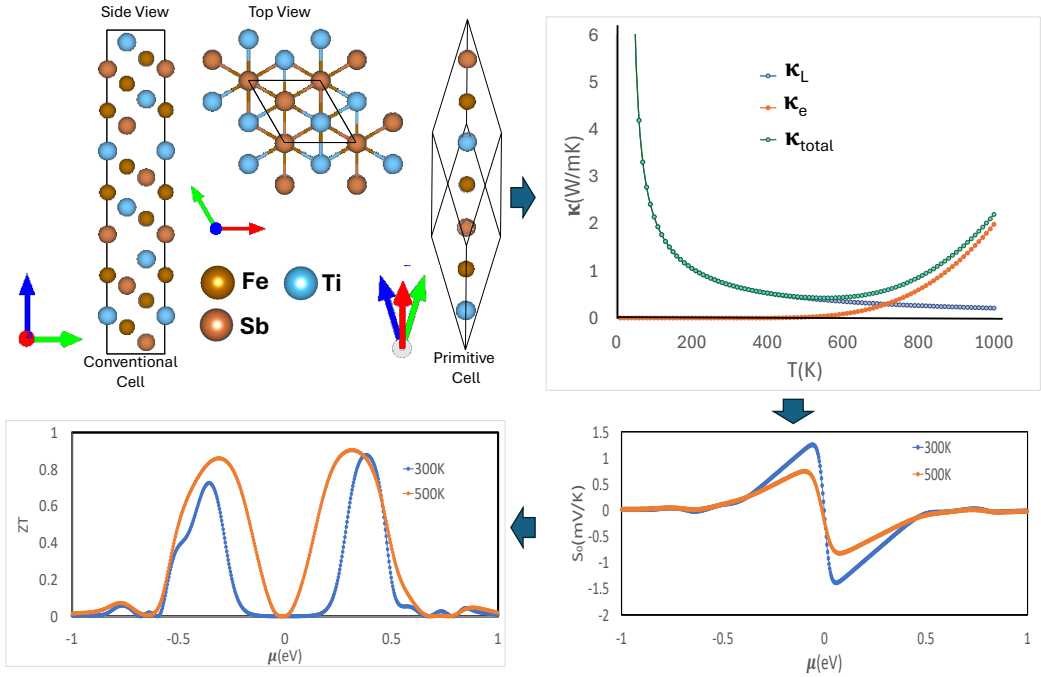 Side View
Top View
Fe
Ti
Sb
Conventional
Cell
Primitive
Cell
6
5
4
3
2
1
0
κ(W/mK)
κL
κe
κtotal
0
200
400
600
800
1000
T(K)
1
0.8
0.6
0.4
0.2
0
ZT
300K
500K
-1
-0.5
0
0.5
1
μ(eV)
1.5
1
0.5
0
-0.5
-1
-1.5
-2
S₀(mV/K)
300K
500K
-1
-0.5
0
0.5
1
μ(eV)